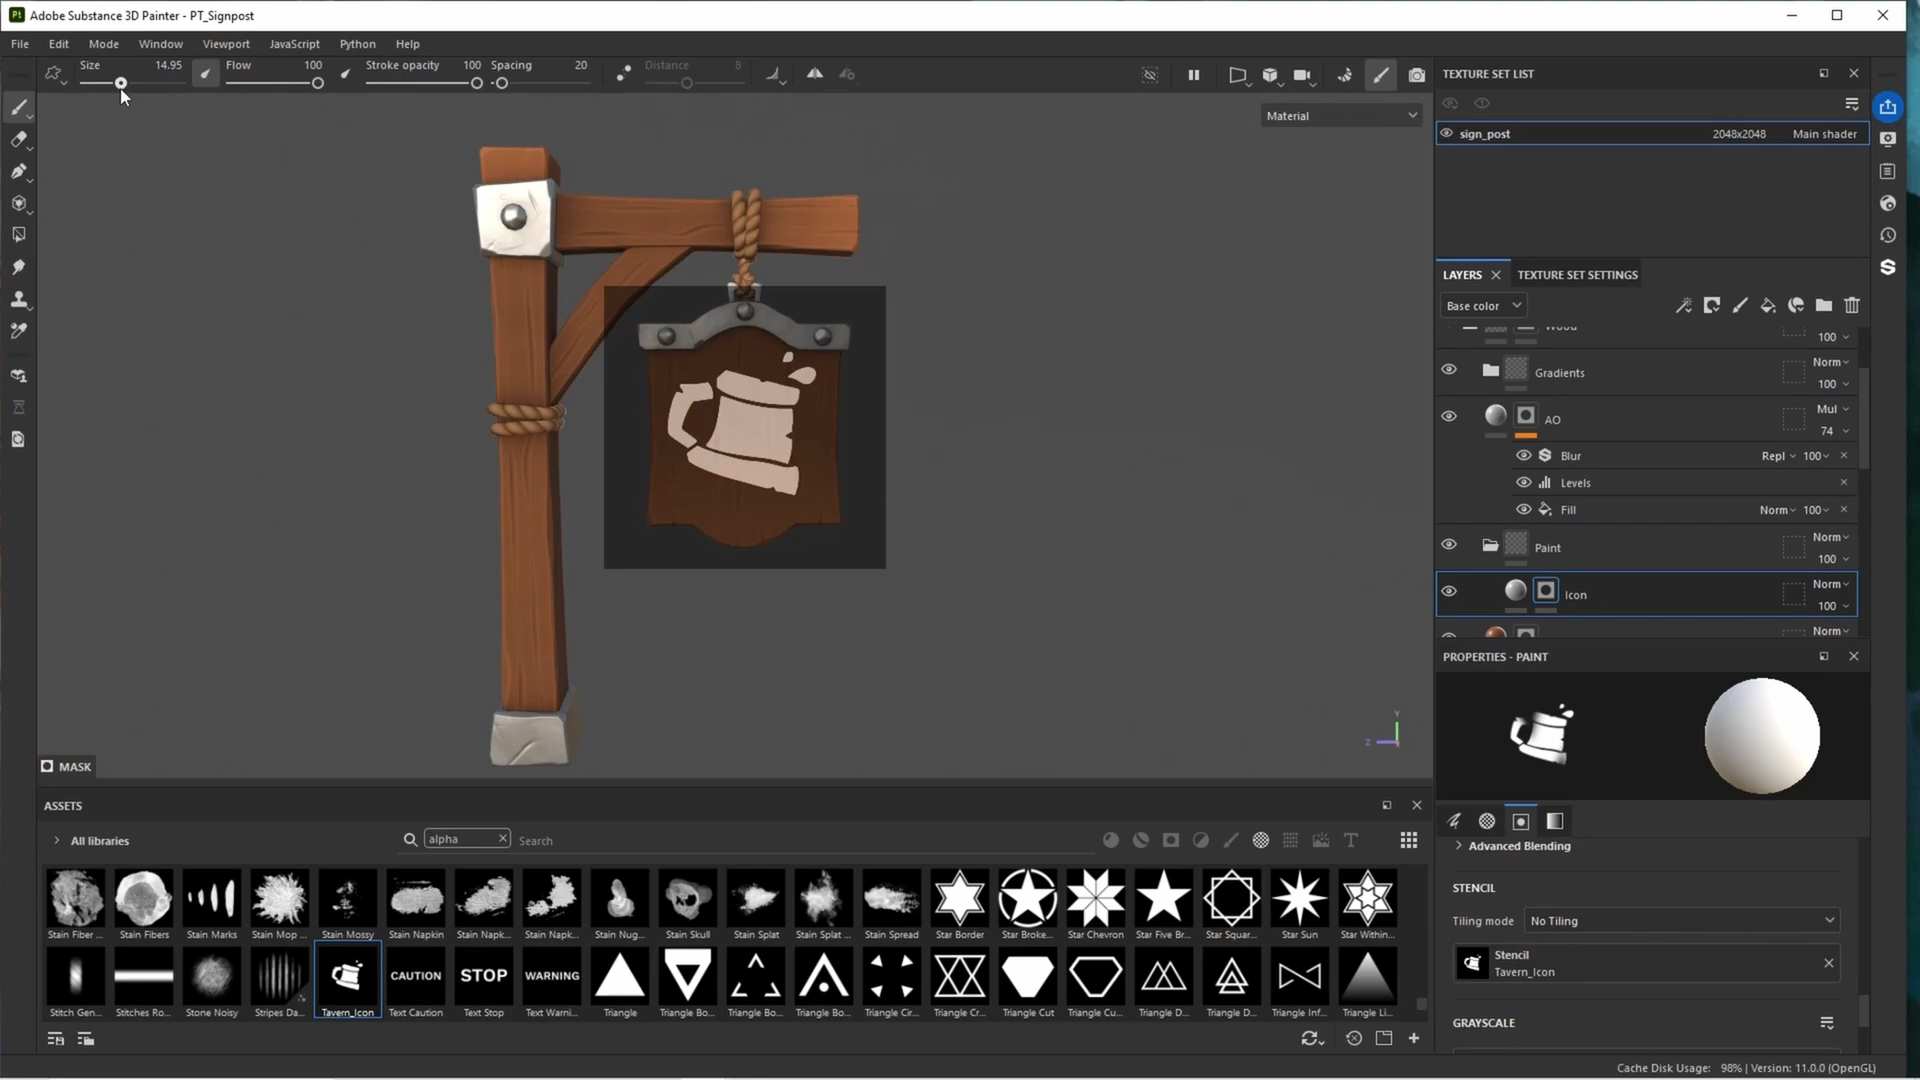 Adobe Substance 3D Painter - PT_Signpost
File Edit Mode Window Viewport JavaScript Python Help
Size 14.95 Flow 100 Stroke opacity 100 Spacing 20 Distance 8
Material
MASK
TEXTURE SET LIST
sign_post 2048x2048 Main shader
LAYERS TEXTURE SET SETTINGS
Base color
100
Gradients Norm
100
AO Mul
74
Blur Repl 100
Levels
Fill Norm 100
Paint Norm
100
Icon Norm
100
Norm
PROPERTIES - PAINT
Advanced Blending
STENCIL
Tiling mode No Tiling
Stencil
Tavern_Icon
GRAYSCALE
ASSETS
All libraries alpha Search
Stain Fiber ... Stain Fibers Stain Marks Stain Mop ... Stain Mossy Stain Napkin Stain Napk... Stain Napk... Stain Nug... Stain Skull Stain Splat Stain Splat ... Stain Spread Star Border Star Broke... Star Chevron Star Five Br... Star Squar... Star Sun Star Within...
CAUTION STOP WARNING
Stitch Gen... Stitches Ro... Stone Noisy Stripes Da... Tavern_Icon Text Caution Text Stop Text Warni... Triangle Triangle Bo... Triangle Bo... Triangle Bo... Triangle Cir... Triangle Cr... Triangle Cut Triangle Cu... Triangle D... Triangle D... Triangle Inf... Triangle Li...
Cache Disk Usage: 98% | Version: 11.0.0 (OpenGL)